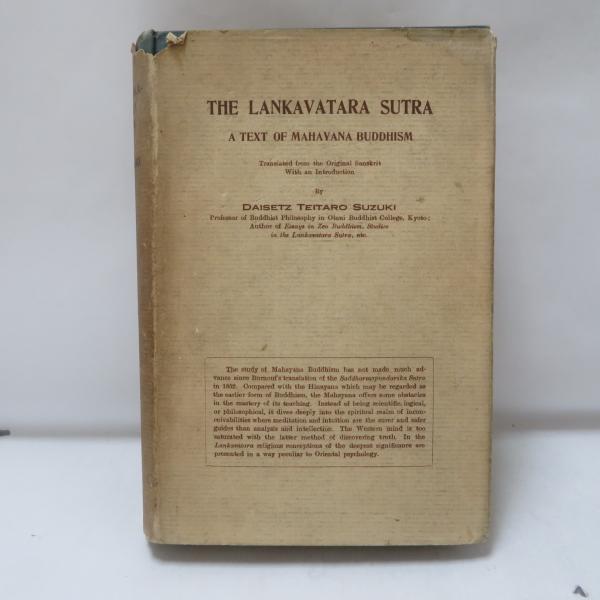 THE LANKAVATARA SUTRA
A TEXT OF MAHAYANA BUDDHISM
Translated from the Original Sanskrit
With an Introduction
By
DAISETZ TEITARO SUZUKI
Professor of Buddhist Philosophy in Otani Buddhist College, Kyoto;
Author of Essays in Zen Buddhism, Studies
in the Lankavatara Sutra, etc.
The study of Mahayana Buddhism has not made much ad-
vance since Burnouf's translation of the Saddharmapundarika Sutra
in 1852. Compared with the Hinayana which may be regarded as
the earlier form of Buddhism, the Mahayana offers some obstacles
in the mastery of its teaching. Instead of being scientific, logical,
or philosophical, it dives deeply into the spiritual realm of incon-
ceivabilities where meditation and intuition are the surer and safer
guides than analysis and intellection. The Western mind is too
saturated with the latter method of discovering truth. In the
Lankavatara religious conceptions of the deepest significance are
presented in a way peculiar to Oriental psychology.